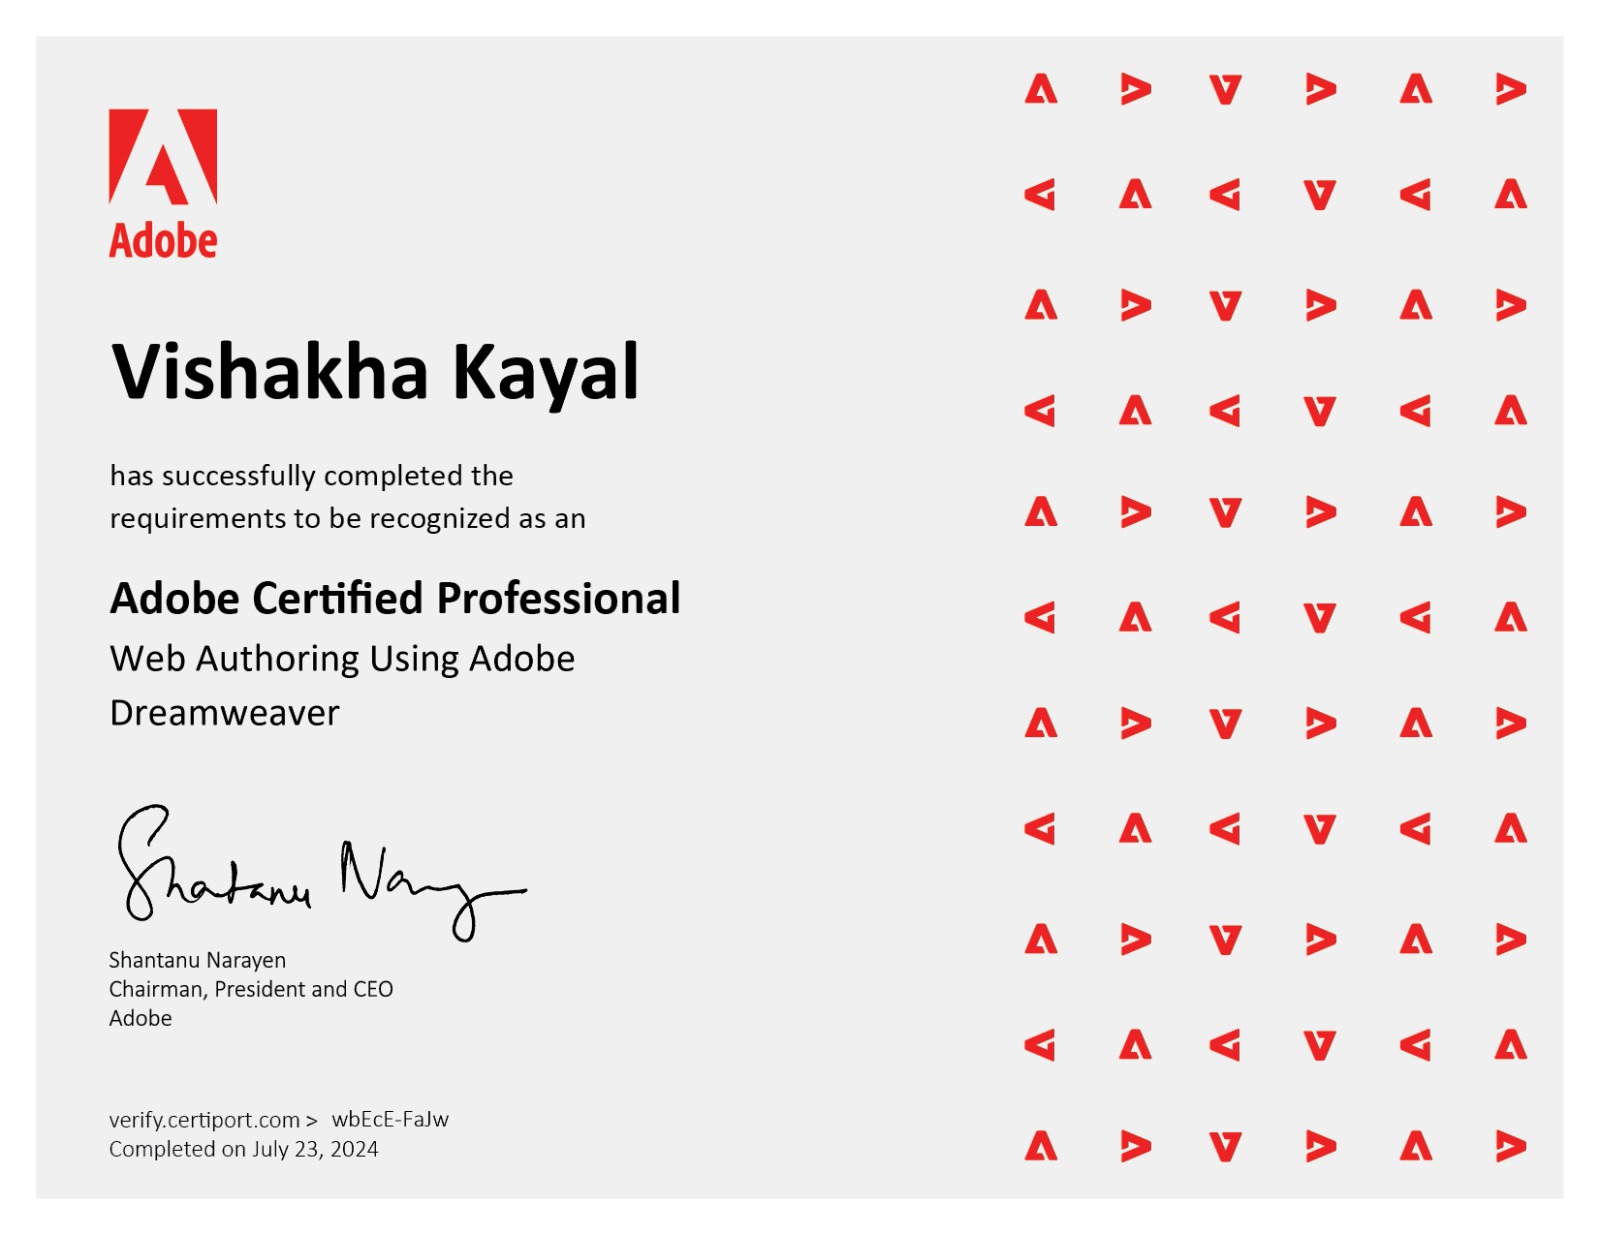 Adobe
Vishakha Kayal
has successfully completed the
requirements to be recognized as an
Adobe Certified Professional
Web Authoring Using Adobe
Dreamweaver
Shantanu Narayen
Shantanu Narayen
Chairman, President and CEO
Adobe
verify.certiport.com > wbEcE-FaJw
Completed on July 23, 2024